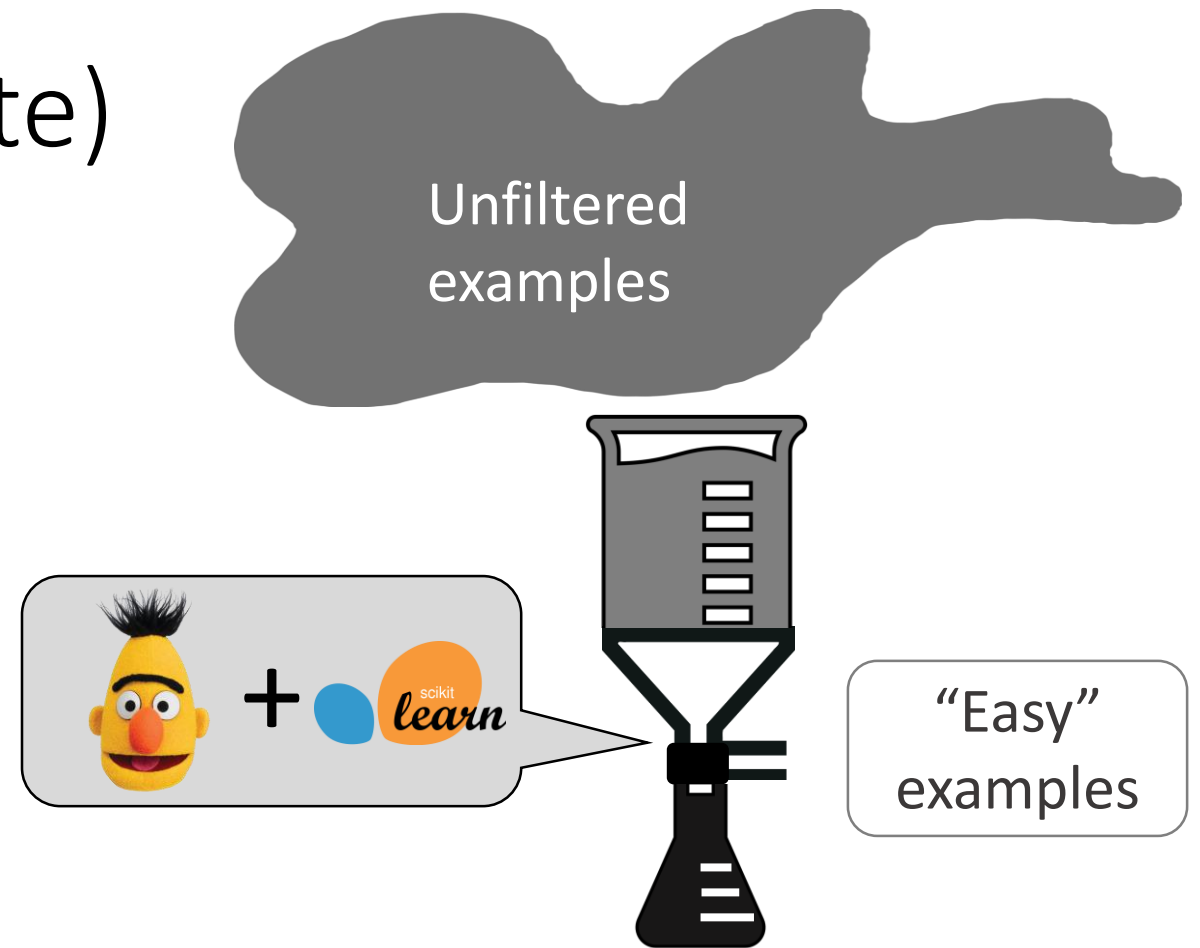 te)
Unfiltered
examples
+
scikit
learn
“Easy”
examples